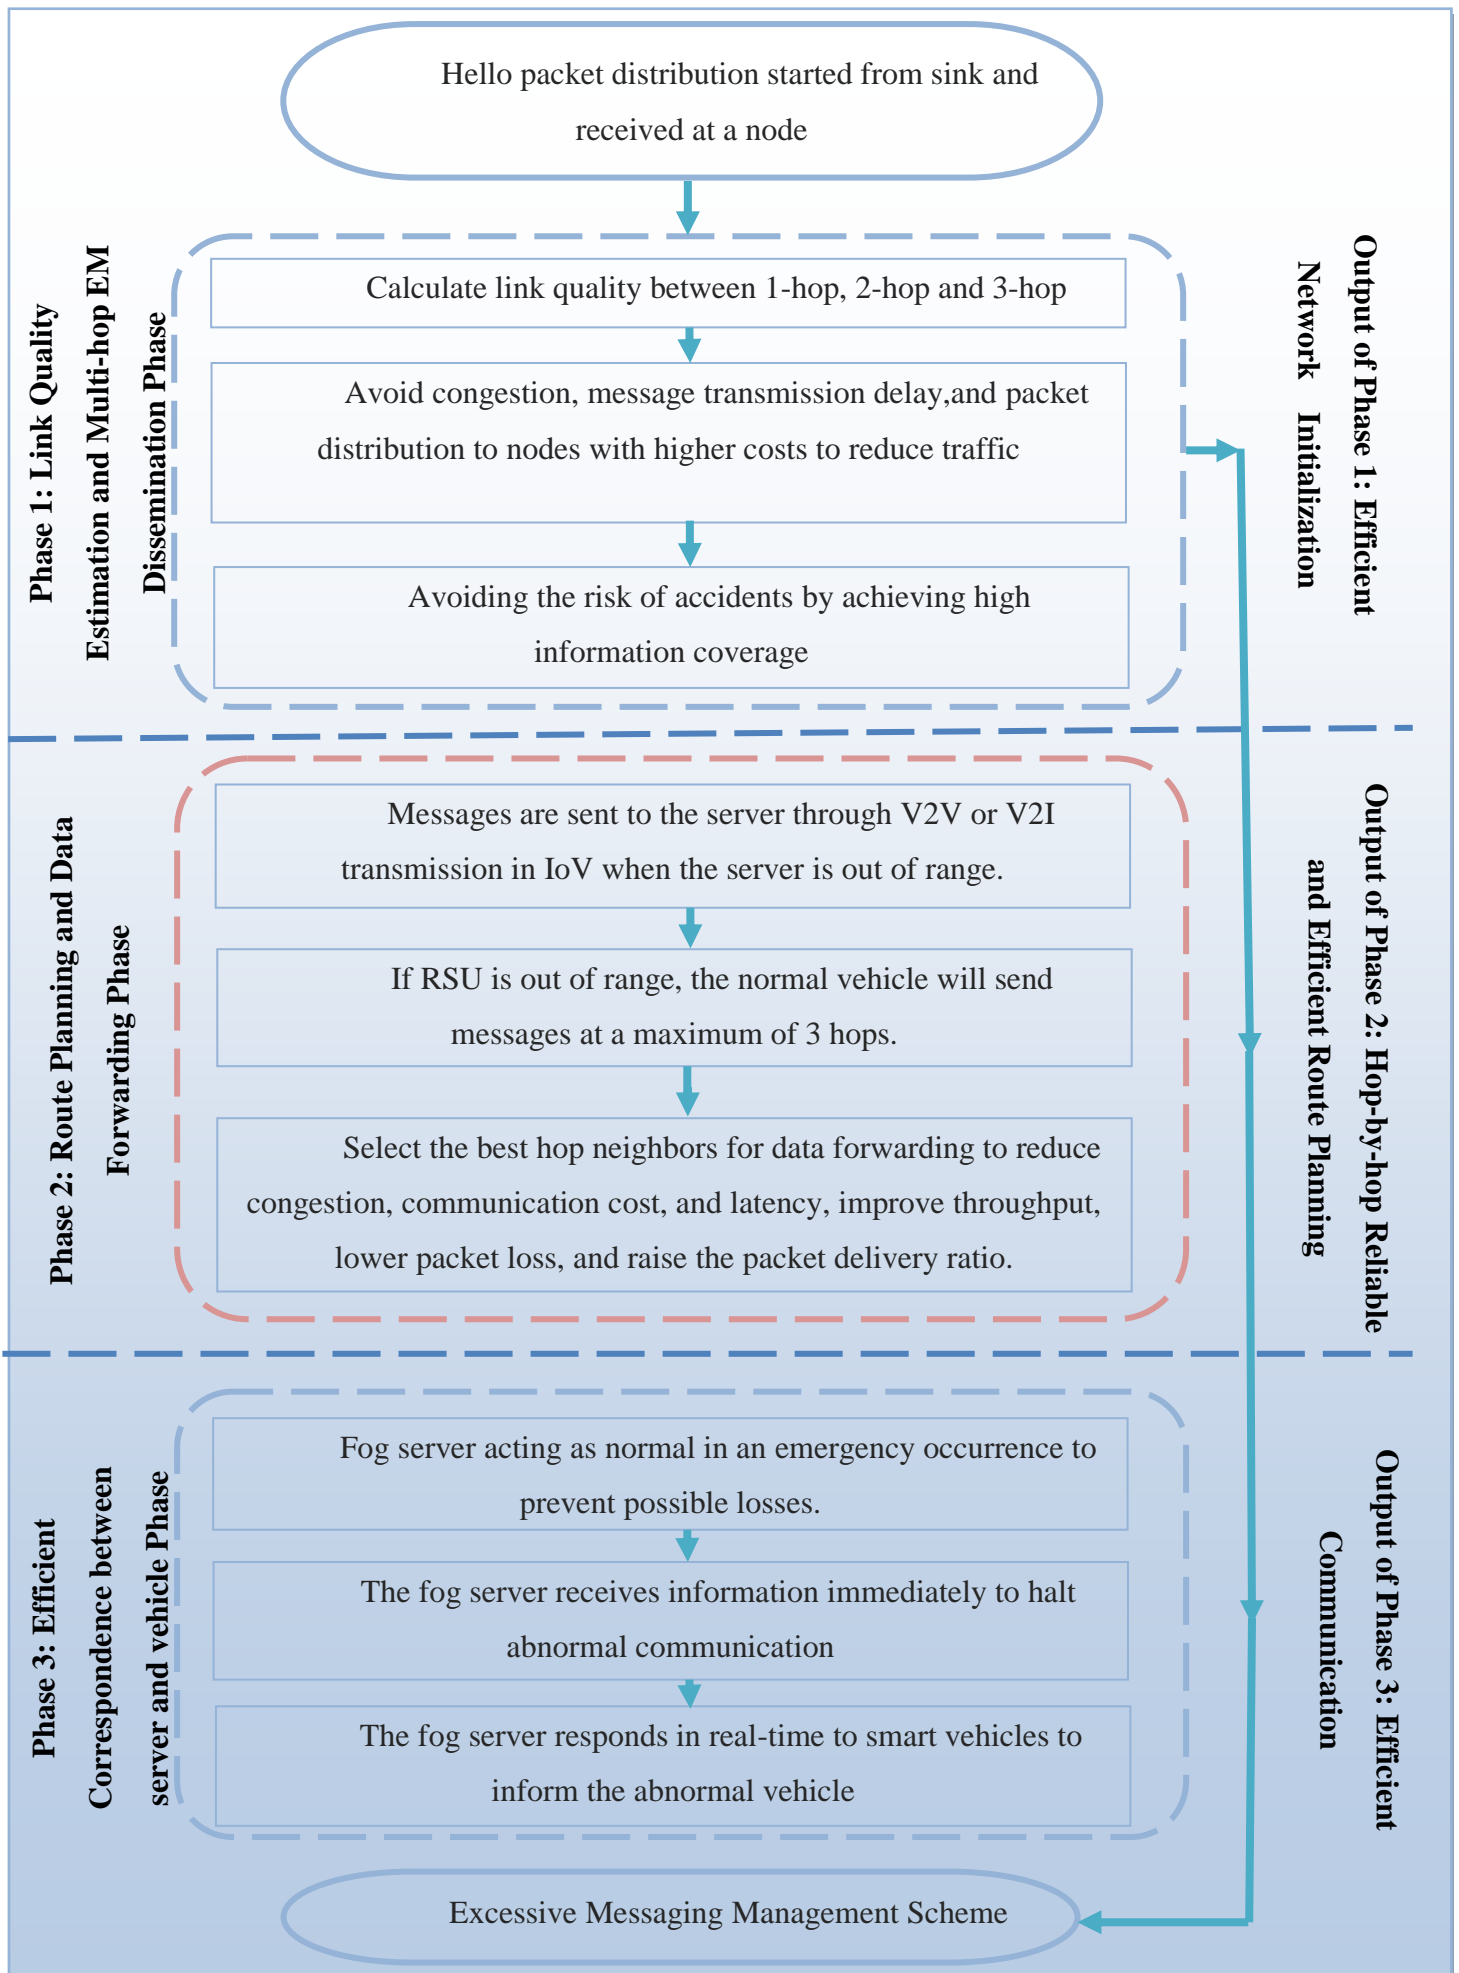 Hello packet distribution started from sink and
received at a node
Phase 1: Link Quality
Estimation and Multi-hop EM
Dissemination Phase
Calculate link quality between 1-hop, 2-hop and 3-hop
Avoid congestion, message transmission delay,and packet
distribution to nodes with higher costs to reduce traffic
Avoiding the risk of accidents by achieving high
information coverage
Output of Phase 1: Efficient
Network Initialization
Phase 2: Route Planning and Data
Forwarding Phase
Messages are sent to the server through V2V or V2I
transmission in IoV when the server is out of range.
If RSU is out of range, the normal vehicle will send
messages at a maximum of 3 hops.
Select the best hop neighbors for data forwarding to reduce
congestion, communication cost, and latency, improve throughput,
lower packet loss, and raise the packet delivery ratio.
Output of Phase 2: Hop-by-hop Reliable
and Efficient Route Planning
Phase 3: Efficient
Correspondence between
server and vehicle Phase
Fog server acting as normal in an emergency occurrence to
prevent possible losses.
The fog server receives information immediately to halt
abnormal communication
The fog server responds in real-time to smart vehicles to
inform the abnormal vehicle
Output of Phase 3: Efficient
Communication
Excessive Messaging Management Scheme